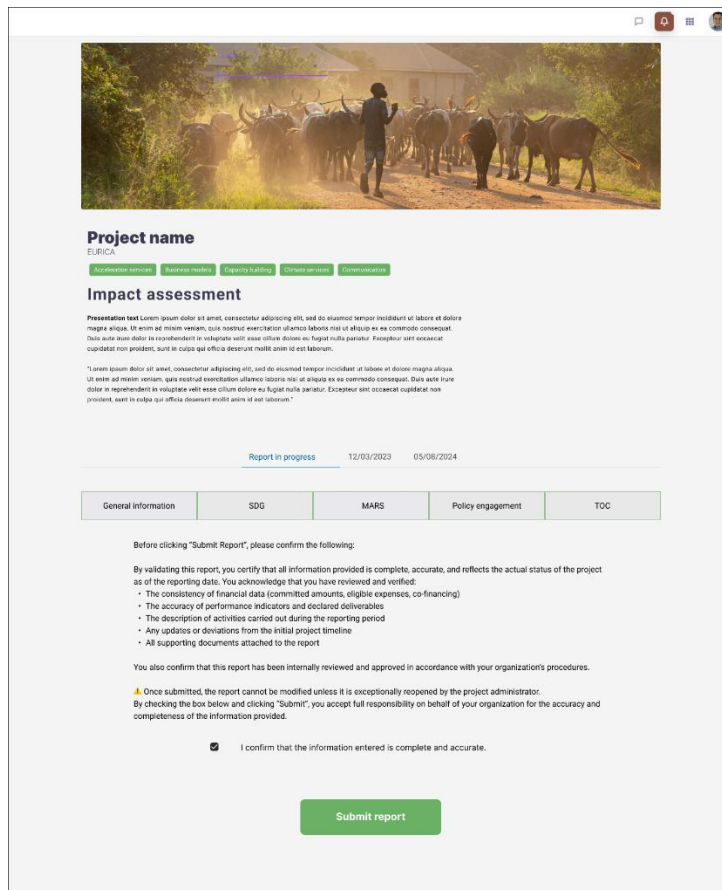 Project name
EURICA
Acceleration services Business models Capacity building Climate services Communication
Impact assessment
Presentation text Lorem ipsum dolor sit amet, consectetur adipiscing elit, sed do eiusmod tempor incididunt ut labore et dolore
magna aliqua. Ut enim ad minim veniam, quis nostrud exercitation ullamco laboris nisi ut aliquip ex ea commodo consequat.
Duis aute irure dolor in reprehenderit in voluptate velit esse cillum dolore eu fugiat nulla pariatur. Excepteur sint occaecat
cupidatat non proident, sunt in culpa qui officia deserunt mollit anim id est laborum.
"Lorem ipsum dolor sit amet, consectetur adipiscing elit, sed do eiusmod tempor incididunt ut labore et dolore magna aliqua.
Ut enim ad minim veniam, quis nostrud exercitation ullamco laboris nisi ut aliquip ex ea commodo consequat. Duis aute irure
dolor in reprehenderit in voluptate velit esse cillum dolore eu fugiat nulla pariatur. Excepteur sint occaecat cupidatat non
proident, sunt in culpa qui officia deserunt mollit anim id est laborum."
Report in progress 12/03/2023 05/08/2024
General information SDG MARS Policy engagement TOC
Before clicking "Submit Report", please confirm the following:
By validating this report, you certify that all information provided is complete, accurate, and reflects the actual status of the project
as of the reporting date. You acknowledge that you have reviewed and verified:
• The consistency of financial data (committed amounts, eligible expenses, co-financing)
• The accuracy of performance indicators and declared deliverables
• The description of activities carried out during the reporting period
• Any updates or deviations from the initial project timeline
• All supporting documents attached to the report
You also confirm that this report has been internally reviewed and approved in accordance with your organization's procedures.
⚠️ Once submitted, the report cannot be modified unless it is exceptionally reopened by the project administrator.
By checking the box below and clicking "Submit", you accept full responsibility on behalf of your organization for the accuracy and
completeness of the information provided.
I confirm that the information entered is complete and accurate.
Submit report